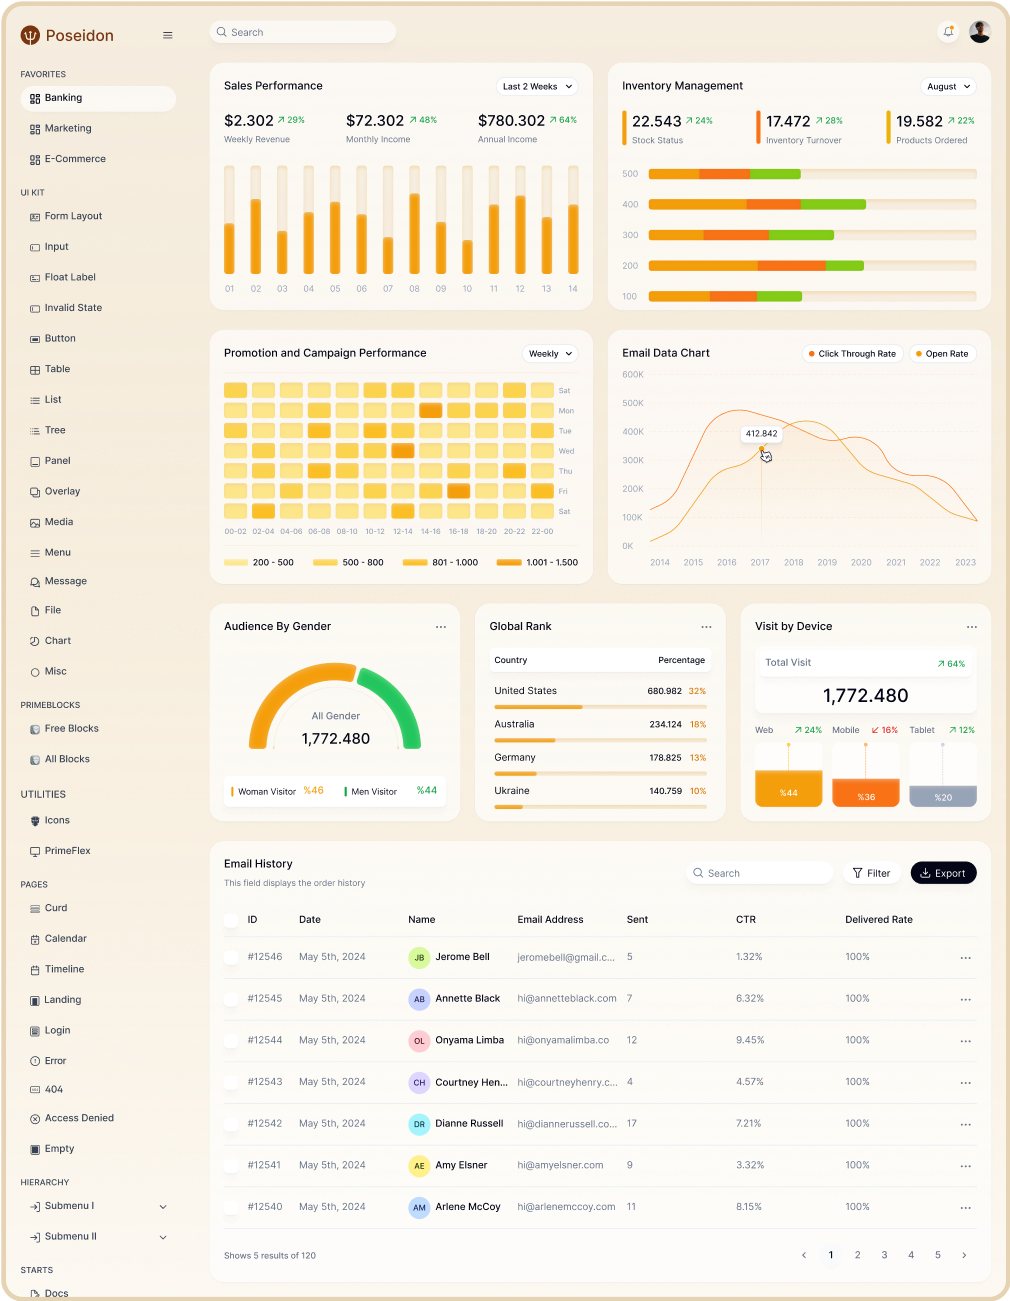 Poseidon
Search
FAVORITES
Banking
Marketing
E-Commerce
UI KIT
Form Layout
Input
Float Label
Invalid State
Button
Table
List
Tree
Panel
Overlay
Media
Menu
Message
File
Chart
Misc
PRIMEBLOCKS
Free Blocks
All Blocks
UTILITIES
Icons
PrimeFlex
PAGES
Curd
Calendar
Timeline
Landing
Login
Error
404
Access Denied
Empty
HIERARCHY
Submenu I
Submenu II
STARTS
Docs
Sales Performance
Last 2 Weeks
$2.302 29% $72.302 48% $780.302 64%
Weekly Revenue Monthly Income Annual Income
01 02 03 04 05 06 07 08 09 10 11 12 13 14
Inventory Management
August
22.543 24% 17.472 28% 19.582 22%
Stock Status Inventory Turnover Products Ordered
500
400
300
200
100
Promotion and Campaign Performance
Weekly
Sat
Mon
Tue
Wed
Thu
Fri
Sat
00-02 02-04 04-06 06-08 08-10 10-12 12-14 14-16 16-18 18-20 20-22 22-00
200 - 500 500 - 800 801 - 1.000 1.001 - 1.500
Email Data Chart
Click Through Rate Open Rate
600K
500K
400K
412.842
300K
200K
100K
0K
2014 2015 2016 2017 2018 2019 2020 2021 2022 2023
Audience By Gender
All Gender
1,772.480
Woman Visitor %46 Men Visitor %44
Global Rank
Country Percentage
United States 680.982 32%
Australia 234.124 18%
Germany 178.825 13%
Ukraine 140.759 10%
Visit by Device
Total Visit 64%
1,772.480
Web 24% Mobile 16% Tablet 12%
%44 %36 %20
Email History
This field displays the order history
Search
Filter
Export
ID Date Name Email Address Sent CTR Delivered Rate
#12546 May 5th, 2024 JB Jerome Bell jeromebell@gmail.c... 5 1.32% 100%
#12545 May 5th, 2024 AB Annette Black hi@annetteblack.com 7 6.32% 100%
#12544 May 5th, 2024 OL Onyama Limba hi@onyamalimba.co 12 9.45% 100%
#12543 May 5th, 2024 CH Courtney Hen... hi@courtneyhenry.c... 4 4.57% 100%
#12542 May 5th, 2024 DR Dianne Russell hi@diannerussell.co... 17 7.21% 100%
#12541 May 5th, 2024 AE Amy Elsner hi@amyelsner.com 9 3.32% 100%
#12540 May 5th, 2024 AM Arlene McCoy hi@arlenemccoy.com 11 8.15% 100%
Shows 5 results of 120
1 2 3 4 5